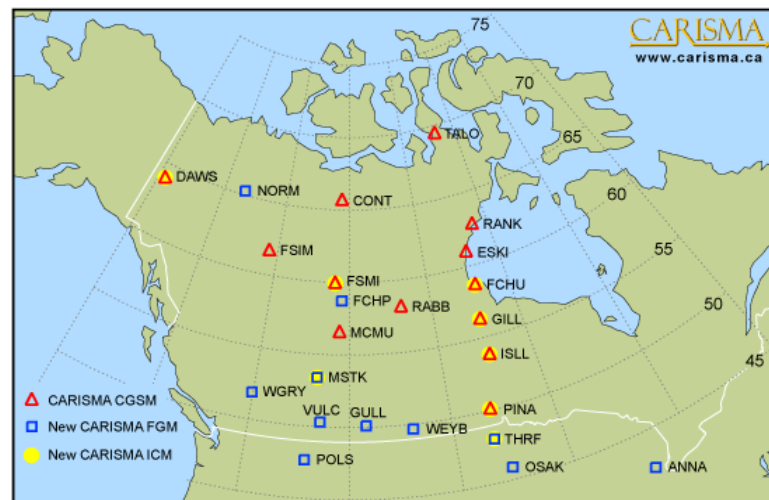 75
CARISMA
www.carisma.ca
70
65
TALO
60
DAWS
NORM
CONT
RANK
55
FSIM
ESKI
FSMI
FCHU
50
FCHP
RABB
GILL
MCMU
ISLL
45
MSTK
WGRY
CARISMA CGSM
VULC
GULL
PINA
New CARISMA FGM
WEYB
THRF
New CARISMA ICM
POLS
OSAK
ANNA